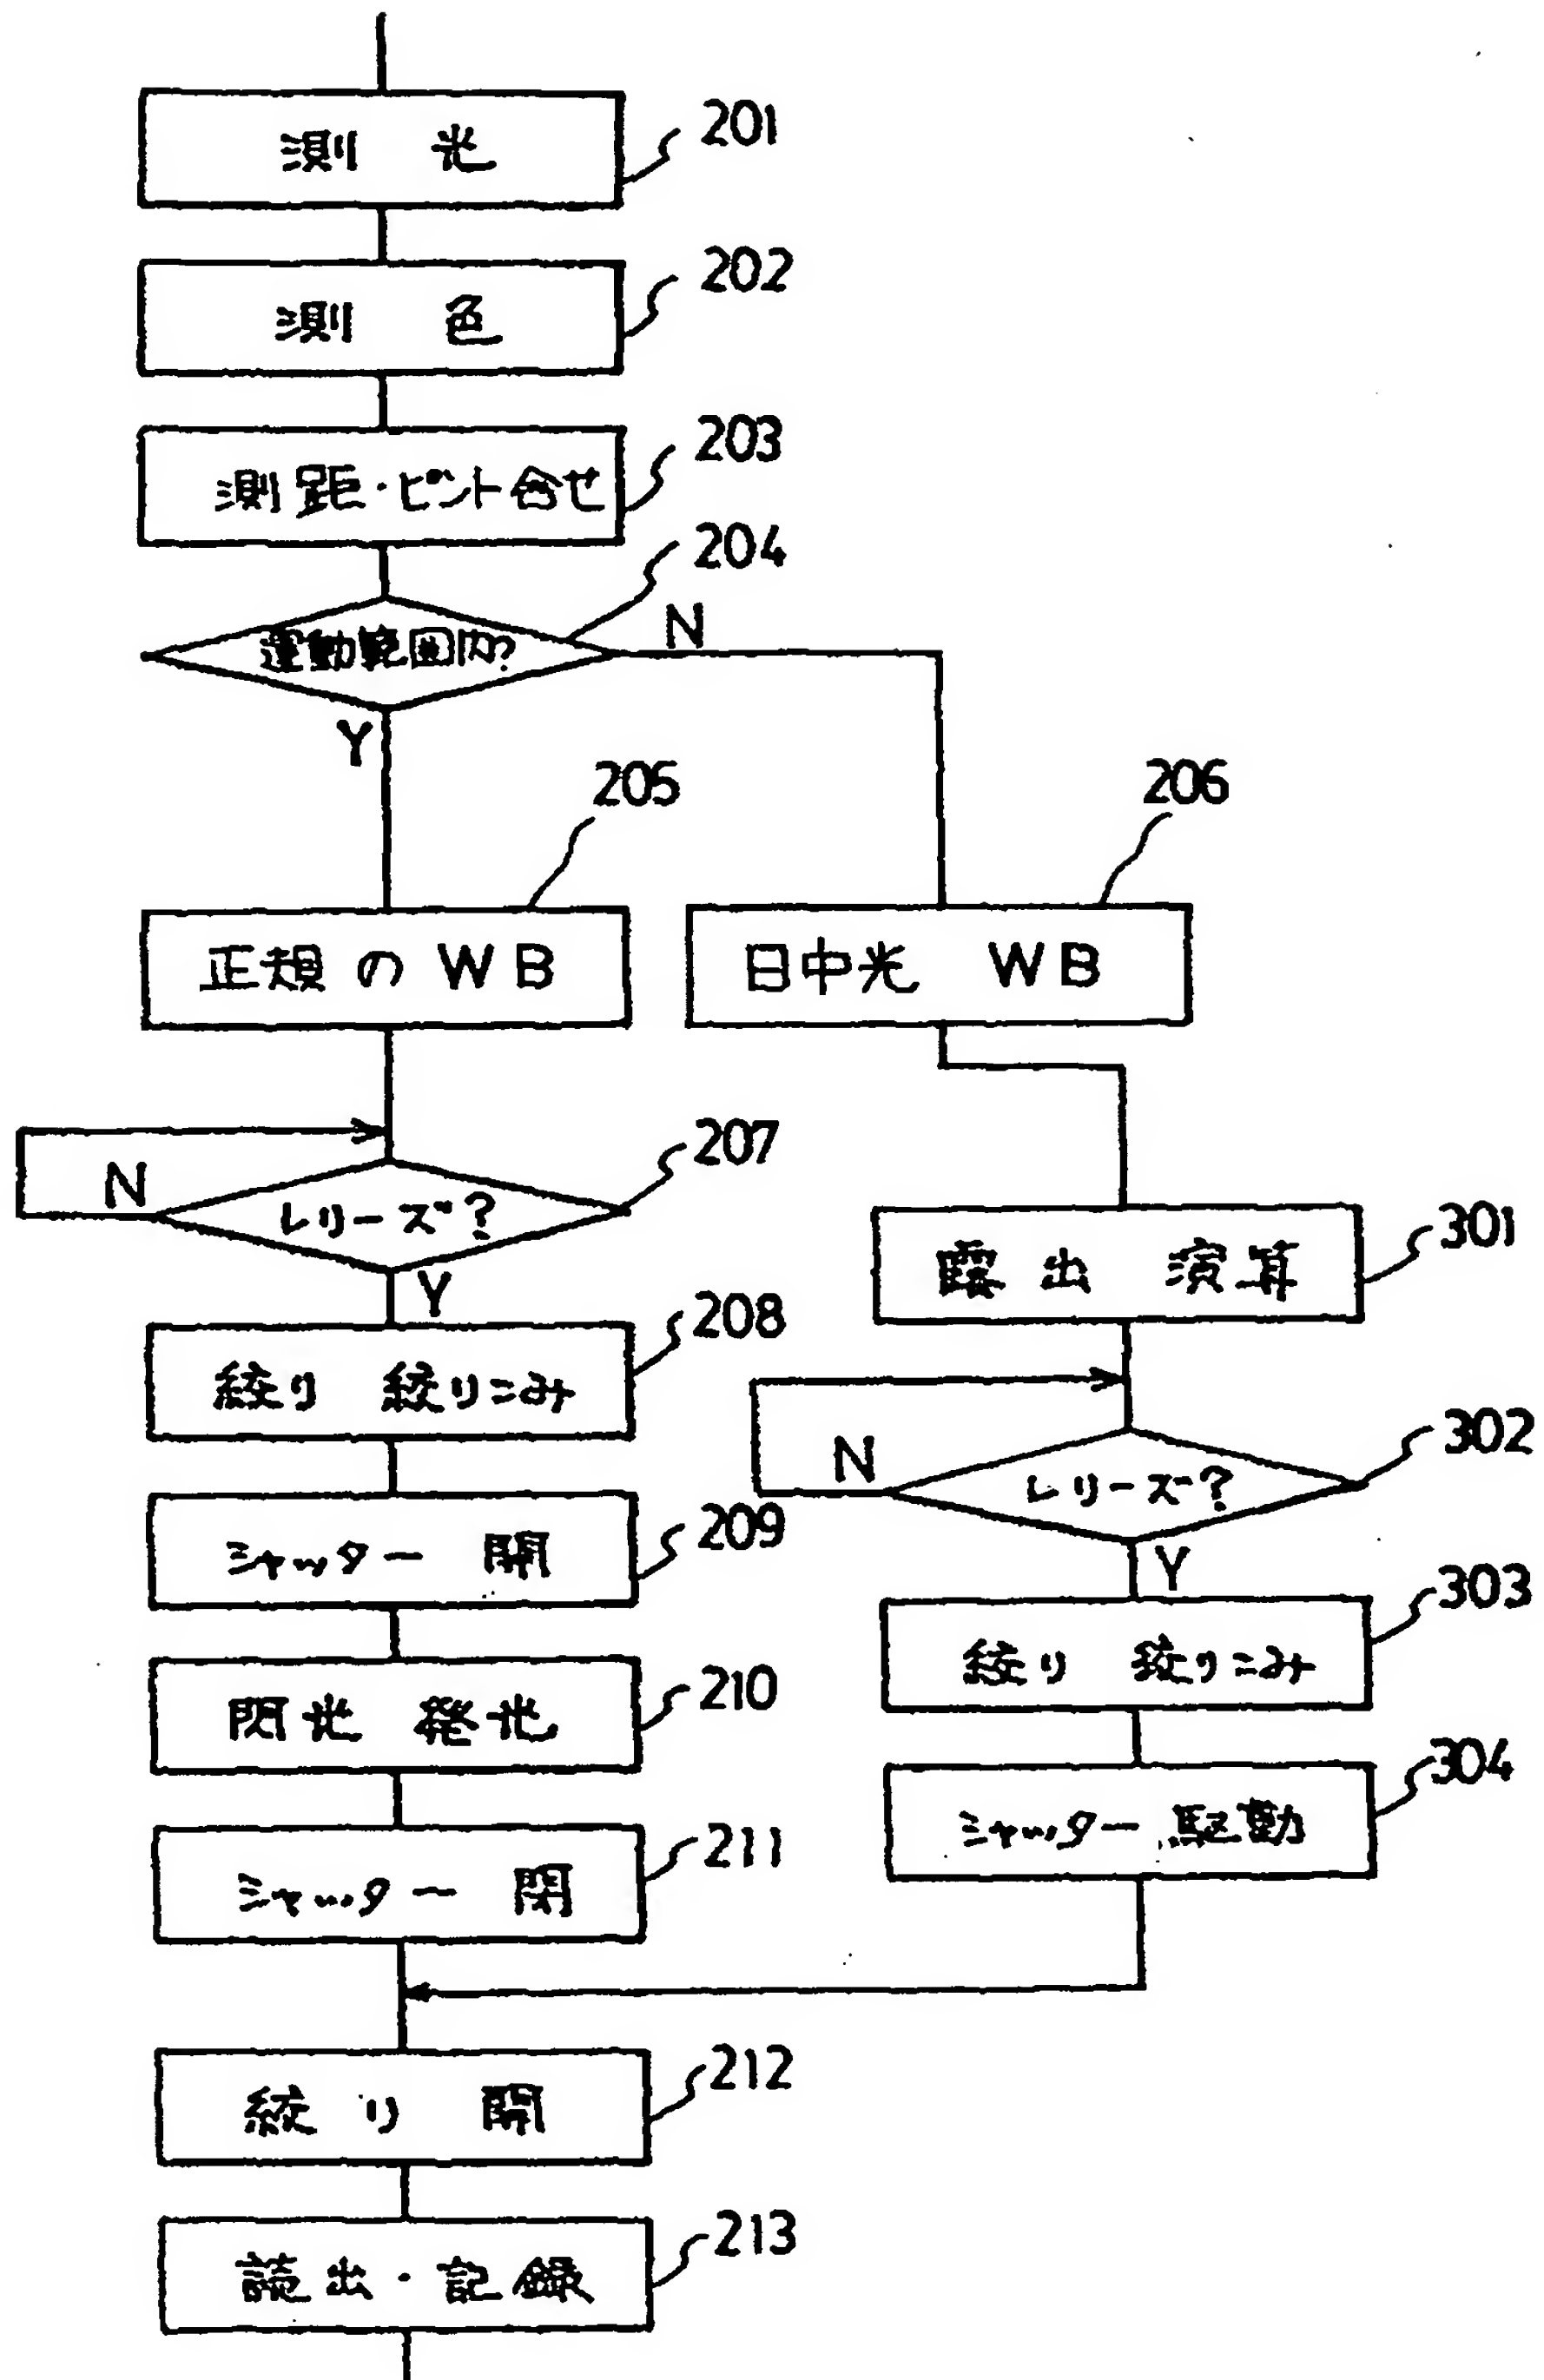 測光
201
測色
202
測距・ピント合せ
203
204
運動範囲内?
N
Y
205
206
正規のWB
日中光 WB
207
N
レリーズ?
Y
301
露出 演算
208
絞り 絞りこみ
302
N
レリーズ?
Y
209
シャッター 開
303
絞り 絞りこみ
210
閃光 発光
304
シャッター 駆動
211
シャッター 閉
212
絞り 開
213
読出・記録